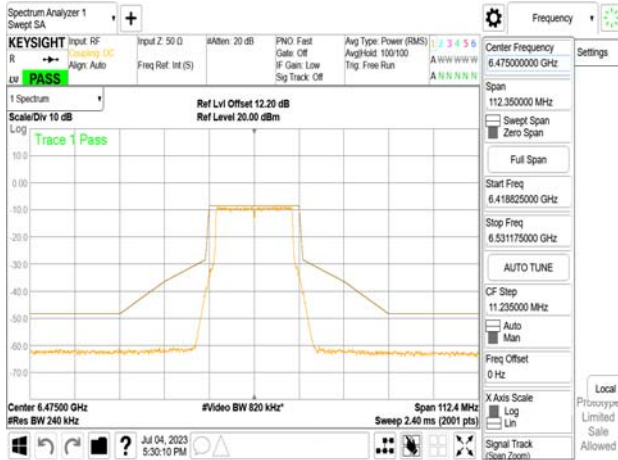 Spectrum Analyzer 1
Swept SA
+
Frequency
KEYSIGHT
R
LV
PASS
Input: RF
Coupling: DC
Align: Auto
Input Z: 50 Ω
Freq Ref: Int (S)
#Atten: 20 dB
PNO: Fast
Gate: Off
IF Gain: Low
Sig Track: Off
Avg Type: Power (RMS)
Avg|Hold: 100/100
Trig: Free Run
1 2 3 4 5 6
A W W W W W
A N N N N N
1 Spectrum
Scale/Div 10 dB
Log
Ref Lvl Offset 12.20 dB
Ref Level 20.00 dBm
Trace 1 Pass
10.0
0.00
-10.0
-20.0
-30.0
-40.0
-50.0
-60.0
-70.0
Center 6.47500 GHz
#Res BW 240 kHz
#Video BW 820 kHz*
Span 112.4 MHz
Sweep 2.40 ms (2001 pts)
Jul 04, 2023
5:30:10 PM
Center Frequency
6.475000000 GHz
Settings
Span
112.350000 MHz
Swept Span
Zero Span
Full Span
Start Freq
6.418825000 GHz
Stop Freq
6.531175000 GHz
AUTO TUNE
CF Step
11.235000 MHz
Auto
Man
Freq Offset
0 Hz
X Axis Scale
Log
Lin
Signal Track
(Span Zoom)
Local
Prototype
Limited
Sale
Allowed